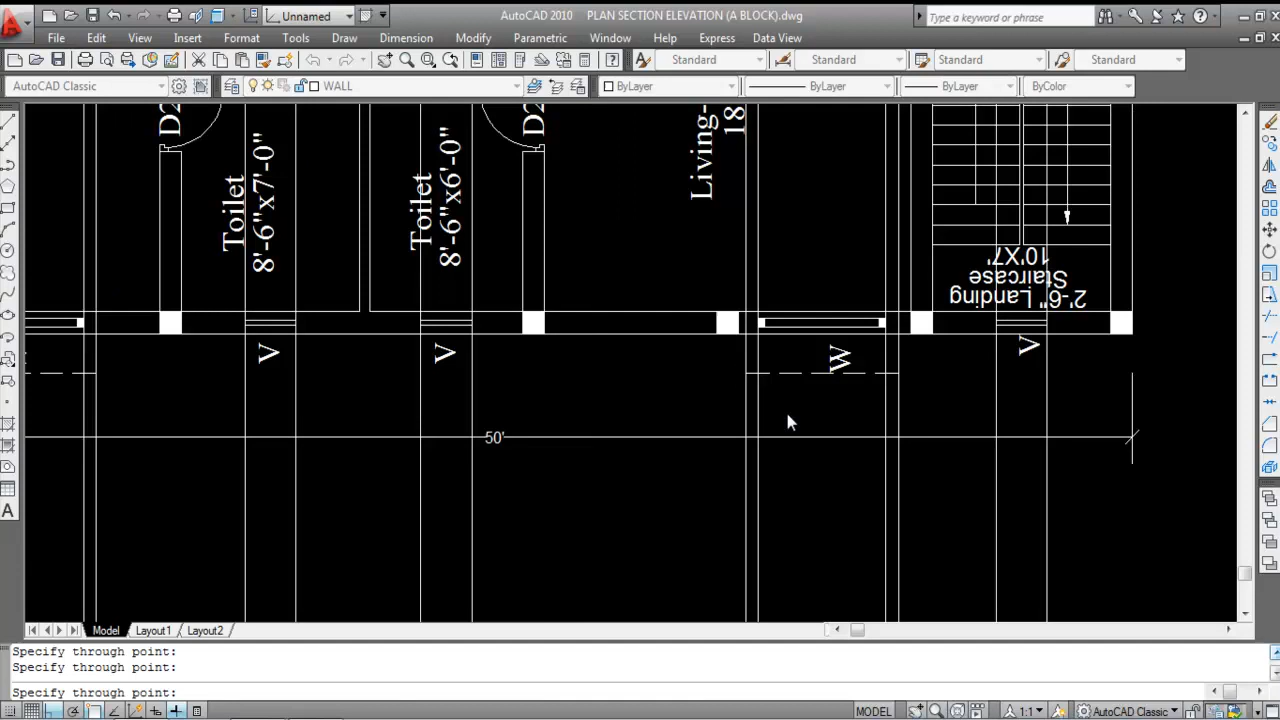 Unnamed
AutoCAD 2010 PLAN SECTION ELEVATION (A BLOCK).dwg
Type a keyword or phrase
File Edit View Insert Format Tools Draw Dimension Modify Parametric Window Help Express Data View
Standard Standard Standard Standard
AutoCAD Classic WALL ByLayer ByLayer ByLayer ByColor
D2
Toilet
8'-6"x7'-0"
Toilet
8'-6"x6'-0"
D2
Living-
18
10'X7'
Staircase
2'-6" Landing
V
V
W
V
50'
Model Layout1 Layout2
Specify through point:
Specify through point:
Specify through point:
MODEL 1:1 AutoCAD Classic